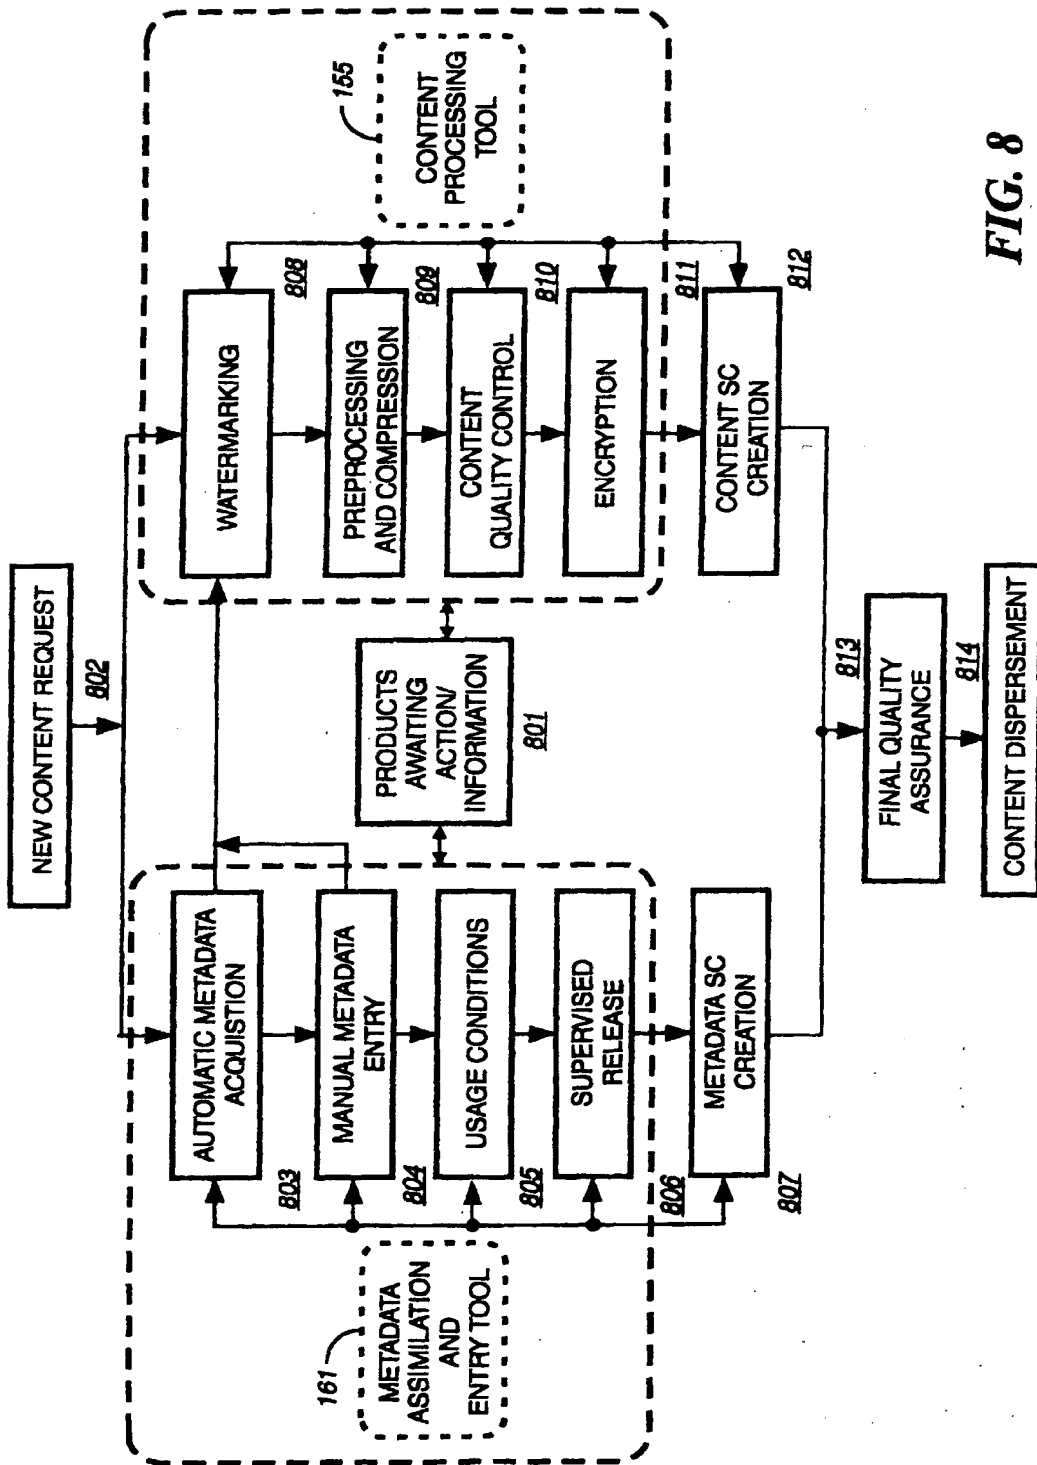 NEW CONTENT REQUEST
802
AUTOMATIC METADATA
ACQUISTION
803
MANUAL METADATA
ENTRY
804
USAGE CONDITIONS
805
SUPERVISED
RELEASE
806
METADATA SC
CREATION
807
161
METADATA
ASSIMILATION AND
ENTRY TOOL
PRODUCTS
AWAITING
ACTION/
INFORMATION
801
WATERMARKING
808
PREPROCESSING
AND COMPRESSION
809
CONTENT
QUALITY CONTROL
810
ENCRYPTION
811
CONTENT SC
CREATION
812
155
CONTENT
PROCESSING
TOOL
813
FINAL QUALITY
ASSURANCE
814
CONTENT DISPERSEMENT
FIG. 8